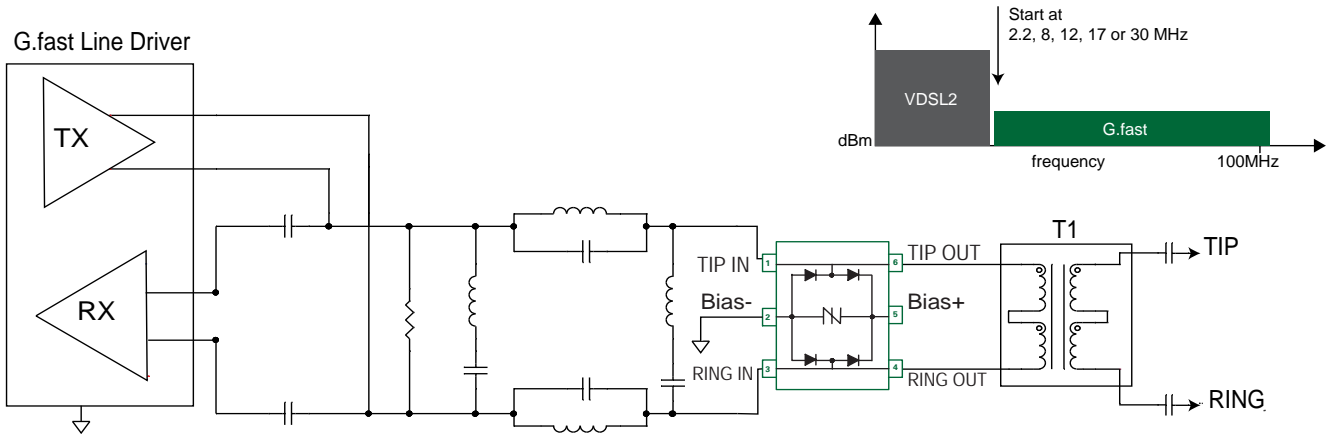 Start at
2.2, 8, 12, 17 or 30 MHz
G.fast Line Driver
VDSL2
G.fast
dBm
frequency
100MHz
TX
RX
T1
TIP IN
1
6
TIP OUT
TIP
Bias-
2
5
Bias+
RING IN
3
4
RING OUT
RING